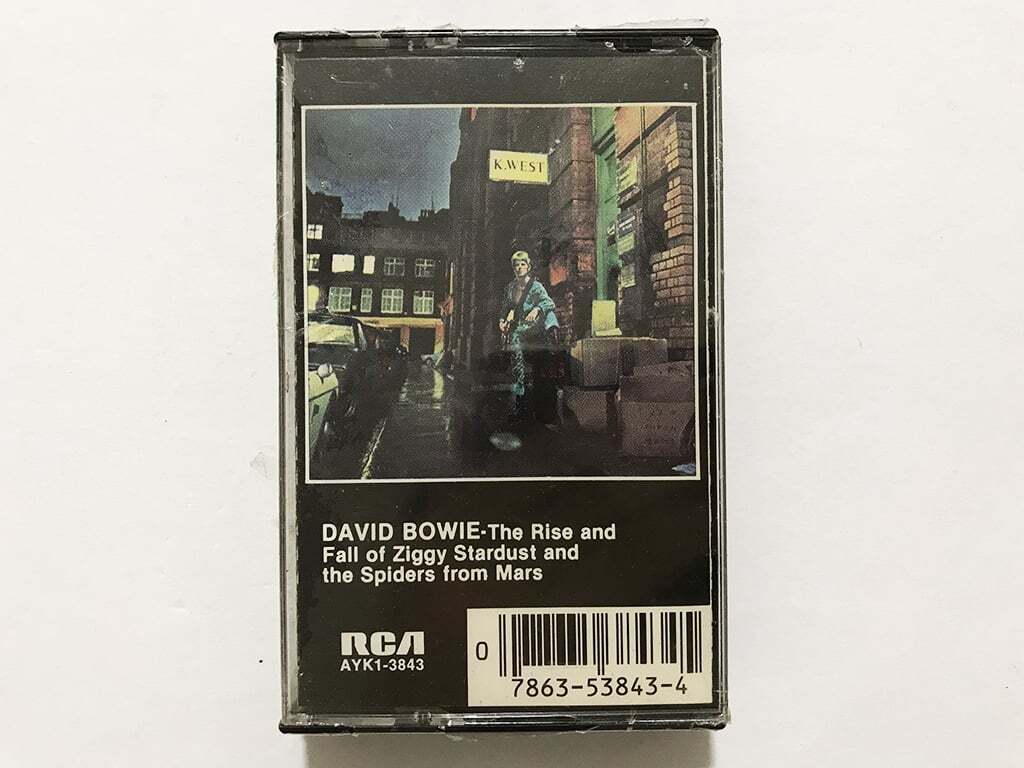 K.WEST
DAVID BOWIE-The Rise and
Fall of Ziggy Stardust and
the Spiders from Mars
RCA
AYK1-3843
0
7863-53843-4